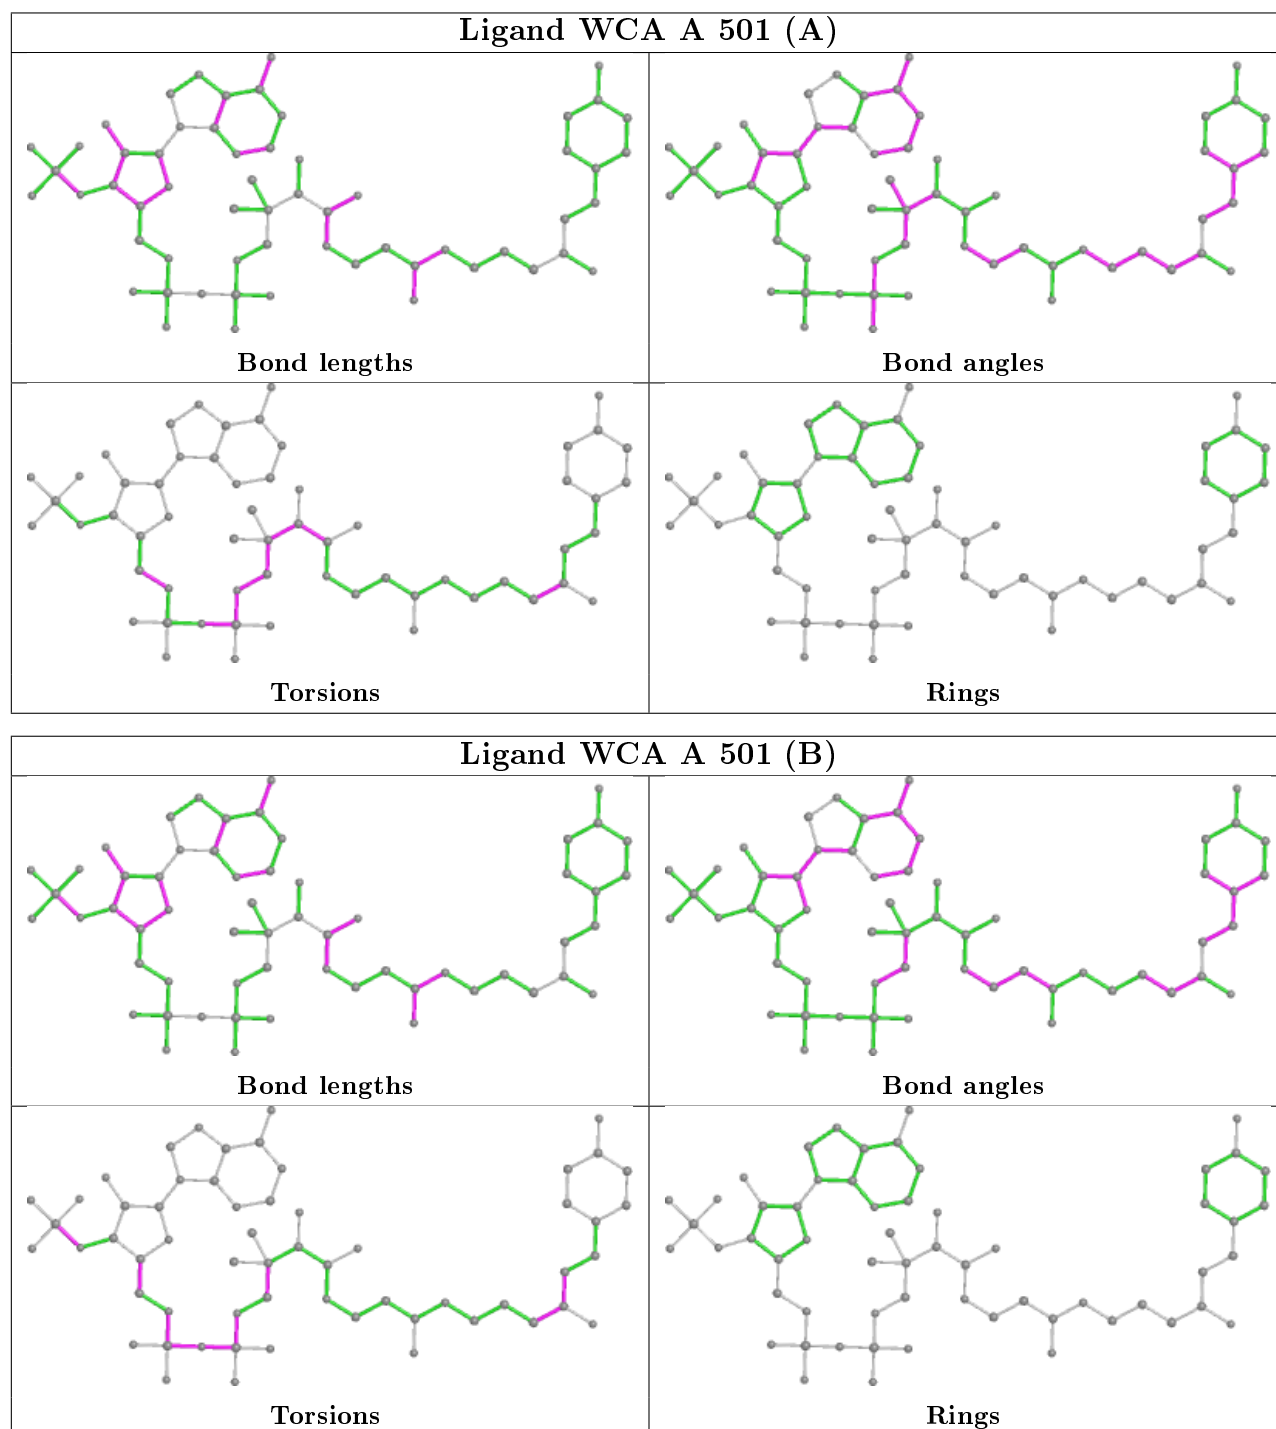 Ligand WCA A 501 (A)
Bond lengths
Bond angles
Torsions
Rings
Ligand WCA A 501 (B)
Bond lengths
Bond angles
Torsions
Rings